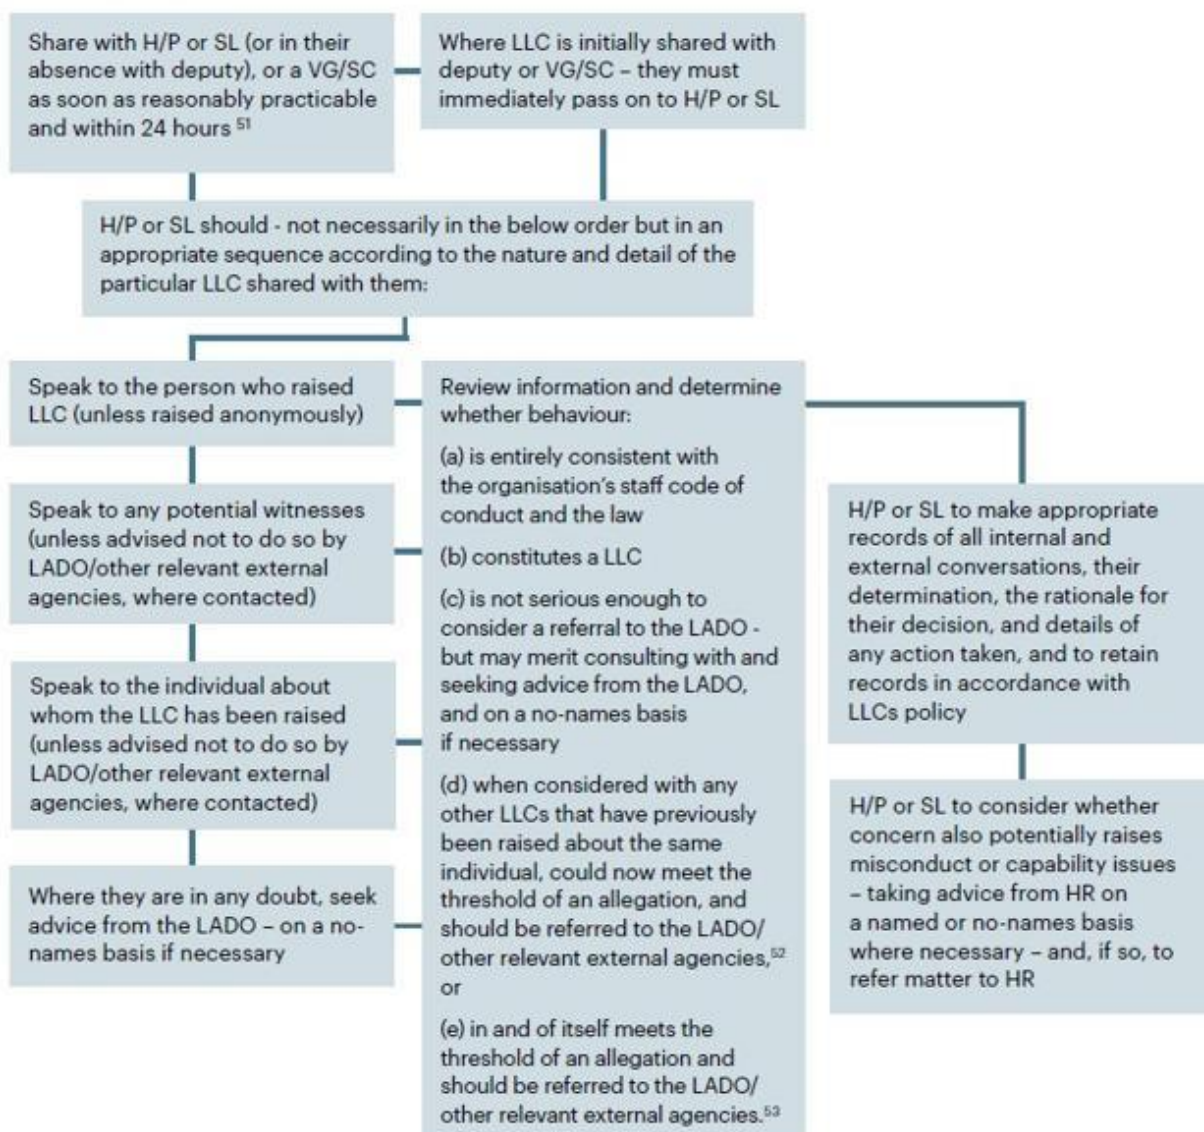 Share with H/P or SL (or in their
absence with deputy), or a VG/SC
as soon as reasonably practicable
and within 24 hours 51
Where LLC is initially shared with
deputy or VG/SC – they must
immediately pass on to H/P or SL
H/P or SL should - not necessarily in the below order but in an
appropriate sequence according to the nature and detail of the
particular LLC shared with them:
Speak to the person who raised
LLC (unless raised anonymously)
Speak to any potential witnesses
(unless advised not to do so by
LADO/other relevant external
agencies, where contacted)
Speak to the individual about
whom the LLC has been raised
(unless advised not to do so by
LADO/other relevant external
agencies, where contacted)
Where they are in any doubt, seek
advice from the LADO – on a no-
names basis if necessary
Review information and determine
whether behaviour:
(a) is entirely consistent with
the organisation's staff code of
conduct and the law
(b) constitutes a LLC
(c) is not serious enough to
consider a referral to the LADO -
but may merit consulting with and
seeking advice from the LADO,
and on a no-names basis
if necessary
(d) when considered with any
other LLCs that have previously
been raised about the same
individual, could now meet the
threshold of an allegation, and
should be referred to the LADO/
other relevant external agencies,52
or
(e) in and of itself meets the
threshold of an allegation and
should be referred to the LADO/
other relevant external agencies.53
H/P or SL to make appropriate
records of all internal and
external conversations, their
determination, the rationale for
their decision, and details of
any action taken, and to retain
records in accordance with
LLCs policy
H/P or SL to consider whether
concern also potentially raises
misconduct or capability issues
– taking advice from HR on
a named or no-names basis
where necessary – and, if so, to
refer matter to HR